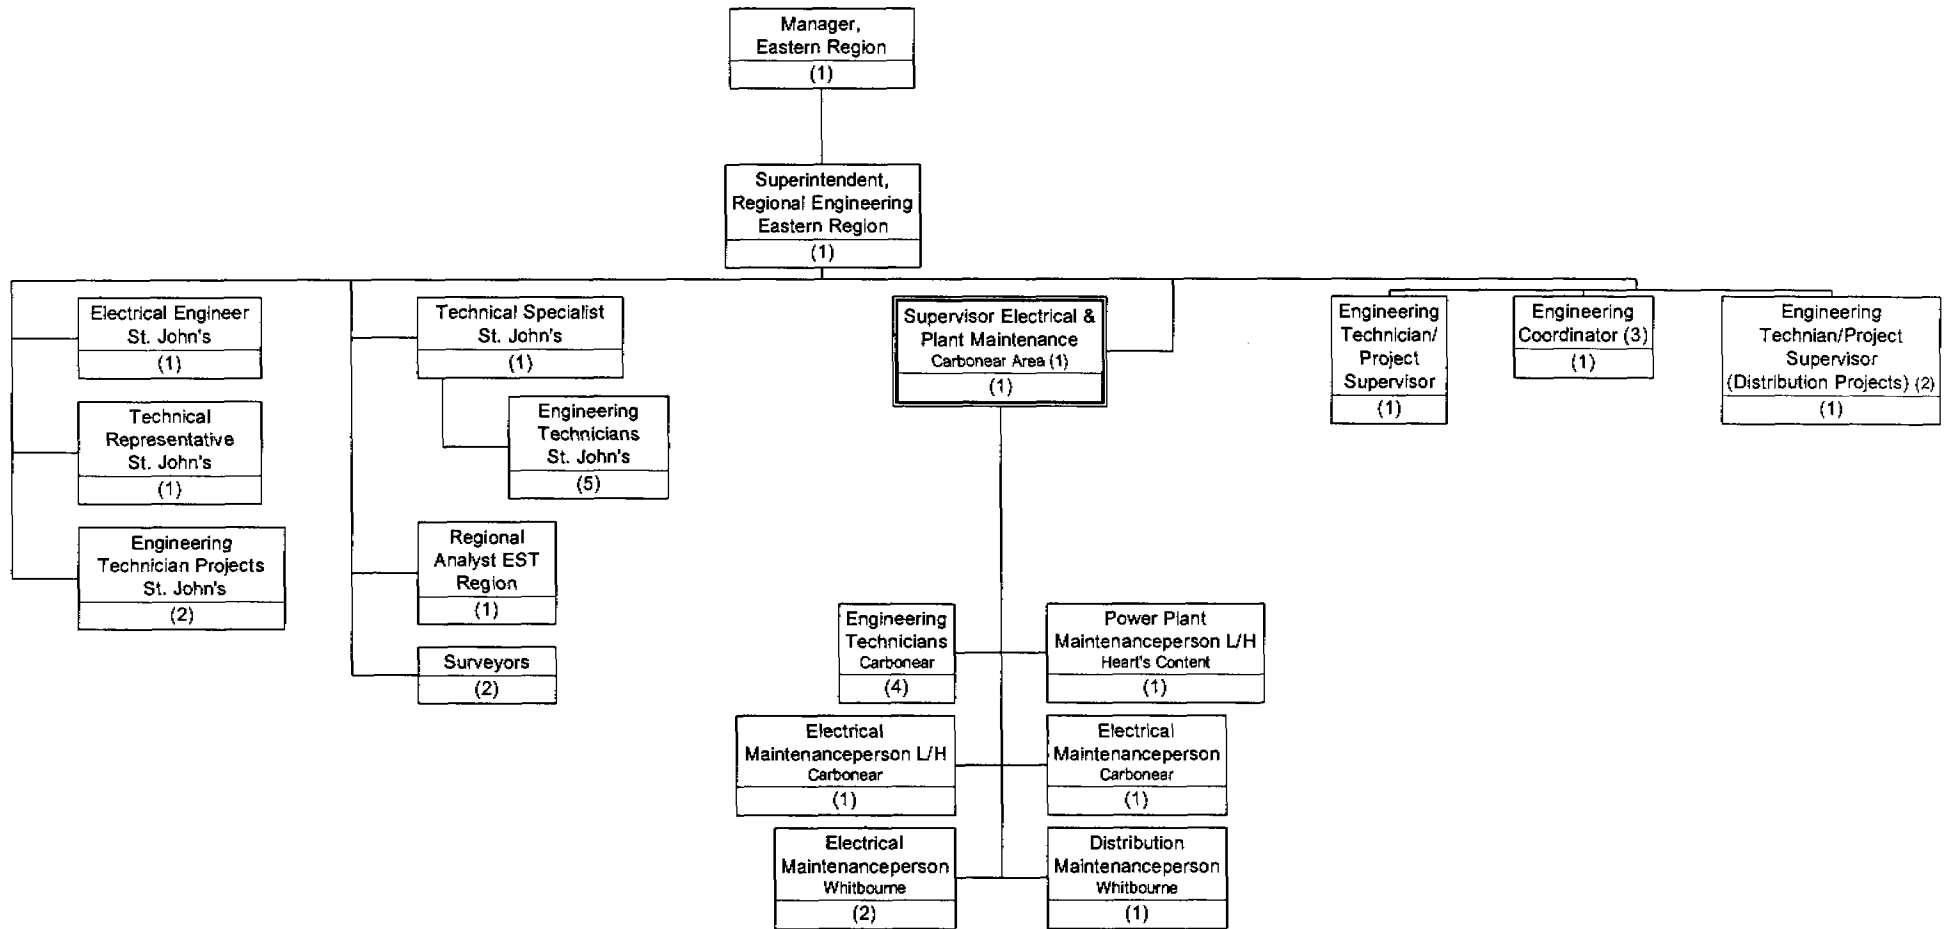 Manager,
Eastern Region
(1)
Superintendent,
Regional Engineering
Eastern Region
(1)
Electrical Engineer
St. John's
(1)
Technical
Representative
St. John's
(1)
Engineering
Technician Projects
St. John's
(2)
Technical Specialist
St. John's
(1)
Engineering
Technicians
St. John's
(5)
Regional
Analyst EST
Region
(1)
Surveyors
(2)
Supervisor Electrical &
Plant Maintenance
Carbonear Area (1)
(1)
Engineering
Technicians
Carbonear
(4)
Power Plant
Maintenanceperson L/H
Heart's Content
(1)
Electrical
Maintenanceperson L/H
Carbonear
(1)
Electrical
Maintenanceperson
Carbonear
(1)
Electrical
Maintenanceperson
Whitbourne
(2)
Distribution
Maintenanceperson
Whitbourne
(1)
Engineering
Technician/
Project
Supervisor
(1)
Engineering
Coordinator (3)
(1)
Engineering
Technian/Project
Supervisor
(Distribution Projects) (2)
(1)